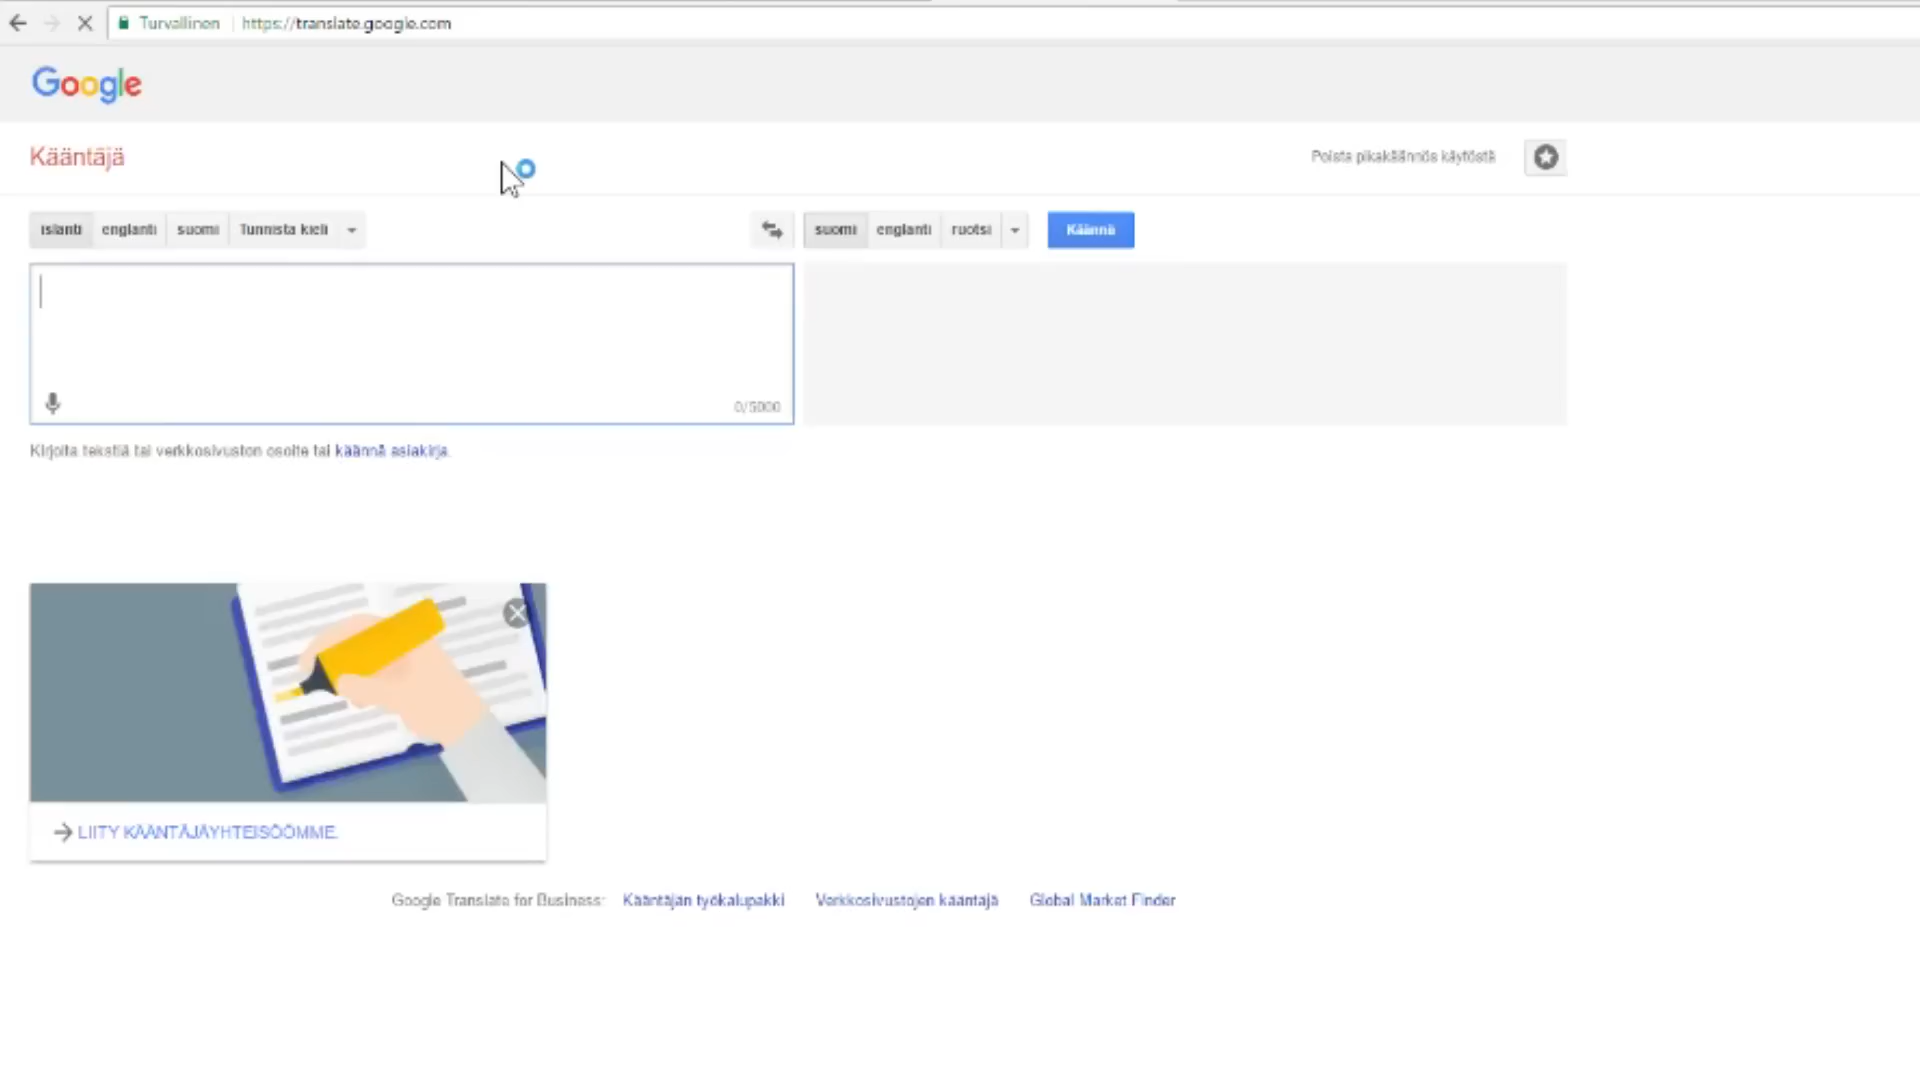 Turvallinen https://translate.google.com
Google
Kääntäjä
Poista pikakäännös käytöstä
islanti englanti suomi Tunnista kieli suomi englanti ruotsi Käännä
0/5000
Kirjoita tekstiä tai verkkosivuston osoite tai käännä asiakirja.
LIITY KÄÄNTÄJÄYHTEISÖÖMME.
Google Translate for Business: Kääntäjän työkalupakki Verkkosivustojen kääntäjä Global Market Finder